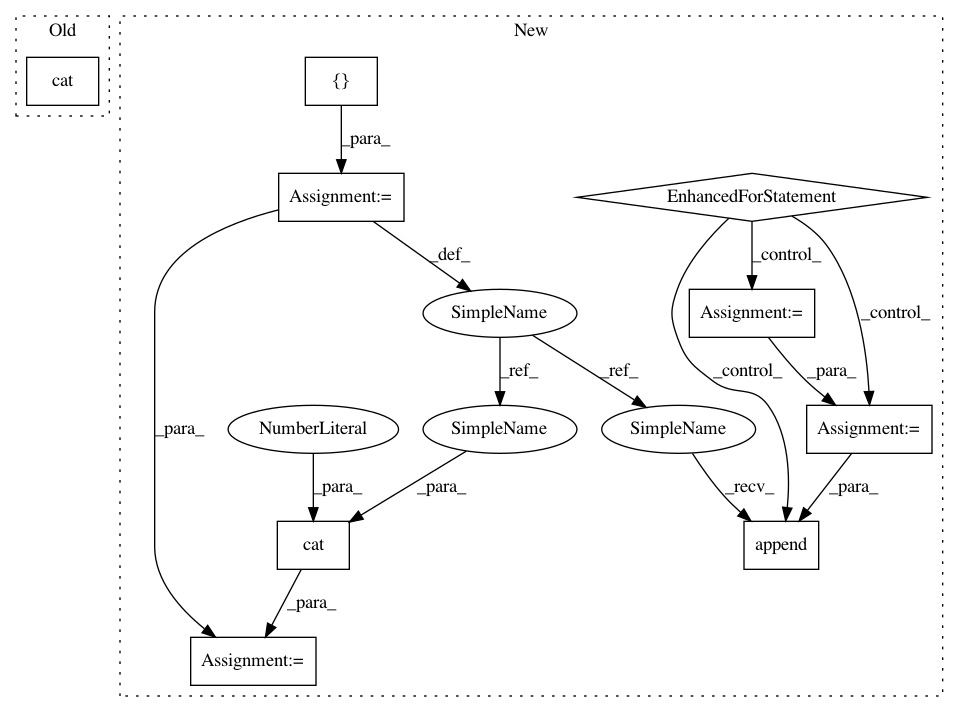 Old
New
cat
{}
_para_
Assignment:=
EnhancedForStatement
_def_
_control_
SimpleName
Assignment:=
_control_
_ref_
_ref_
_control_
_para_
_para_
NumberLiteral
SimpleName
SimpleName
Assignment:=
_para_
_para_
_recv_
_para_
cat
append
_para_
Assignment:=